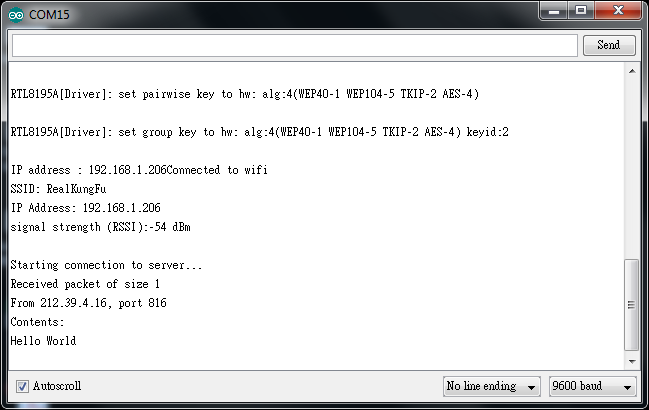 COM15
Send
RTL8195A[Driver]: set pairwise key to hw: alg:4(WEP40-1 WEP104-5 TKIP-2 AES-4)
RTL8195A[Driver]: set group key to hw: alg:4(WEP40-1 WEP104-5 TKIP-2 AES-4) keyid:2
IP address : 192.168.1.206Connected to wifi
SSID: RealKungFu
IP Address: 192.168.1.206
signal strength (RSSI):-54 dBm
Starting connection to server...
Received packet of size 1
From 212.39.4.16, port 816
Contents:
Hello World
Autoscroll
No line ending
9600 baud